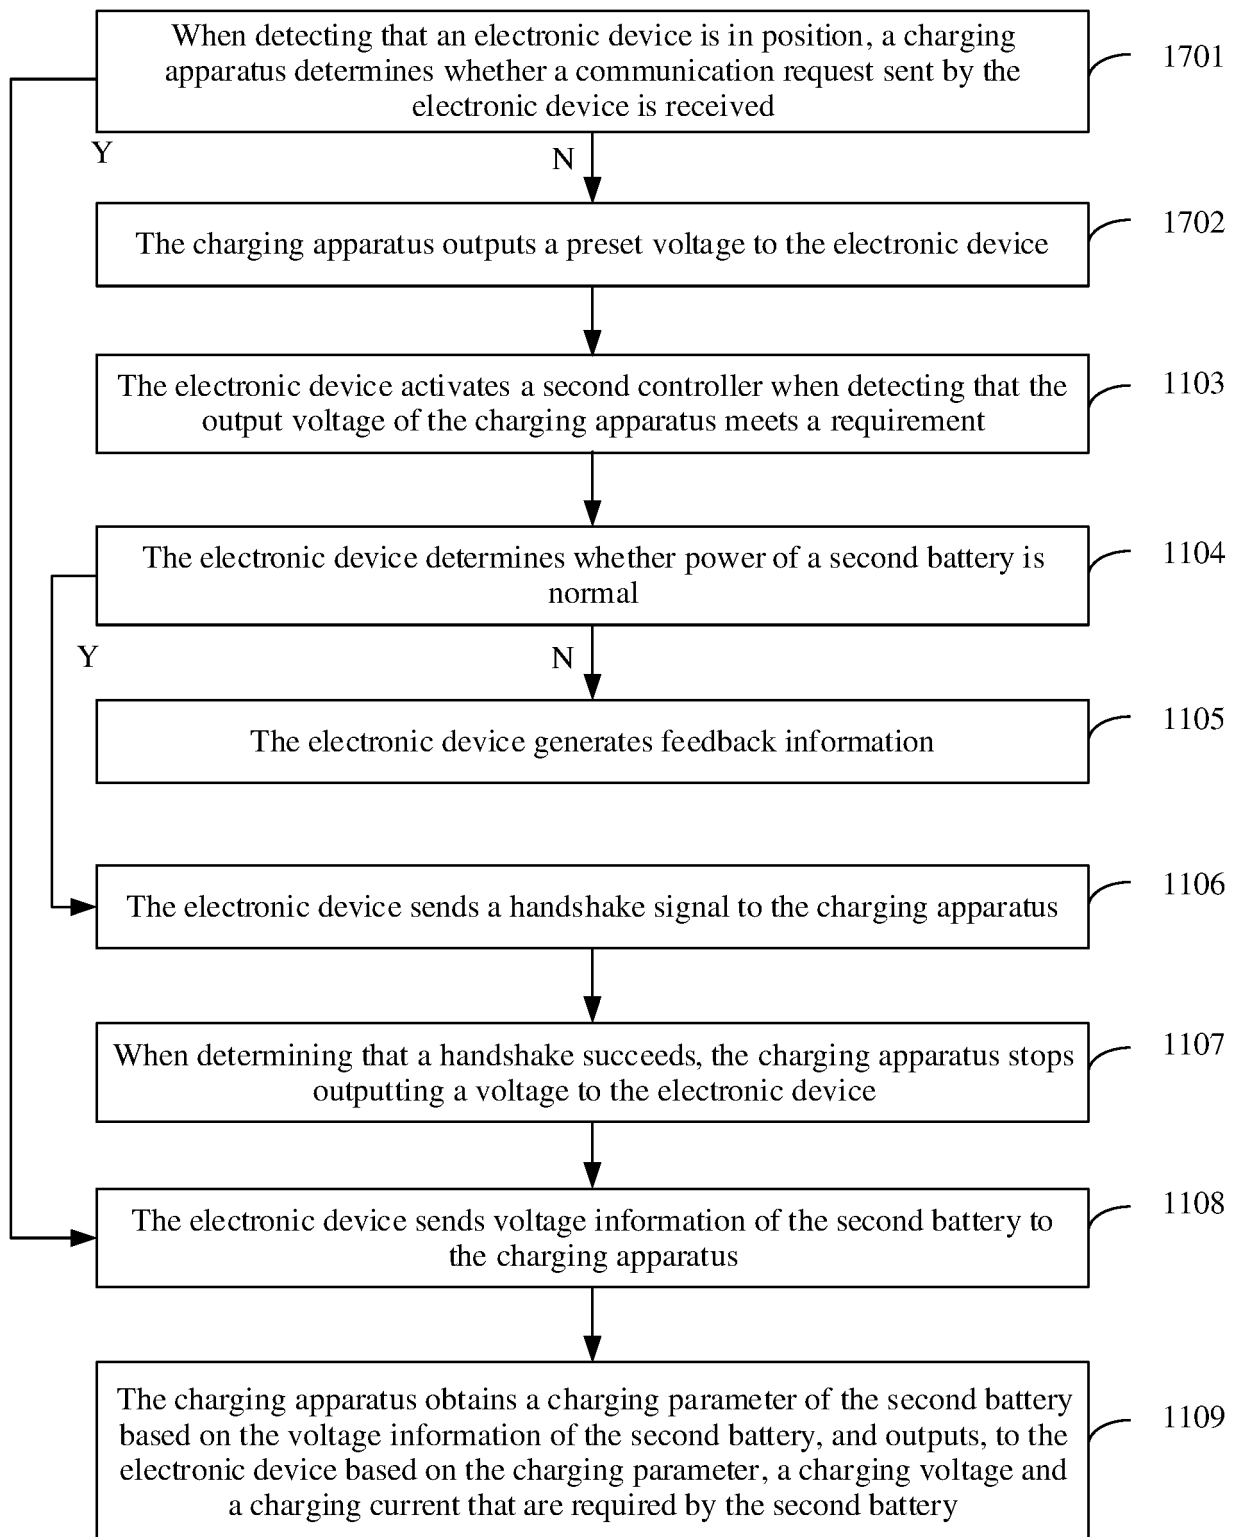 When detecting that an electronic device is in position, a charging
apparatus determines whether a communication request sent by the
electronic device is received
1701
Y
N
The charging apparatus outputs a preset voltage to the electronic device
1702
The electronic device activates a second controller when detecting that the
output voltage of the charging apparatus meets a requirement
1103
The electronic device determines whether power of a second battery is
normal
1104
Y
N
The electronic device generates feedback information
1105
The electronic device sends a handshake signal to the charging apparatus
1106
When determining that a handshake succeeds, the charging apparatus stops
outputting a voltage to the electronic device
1107
The electronic device sends voltage information of the second battery to
the charging apparatus
1108
The charging apparatus obtains a charging parameter of the second battery
based on the voltage information of the second battery, and outputs, to the
electronic device based on the charging parameter, a charging voltage and
a charging current that are required by the second battery
1109